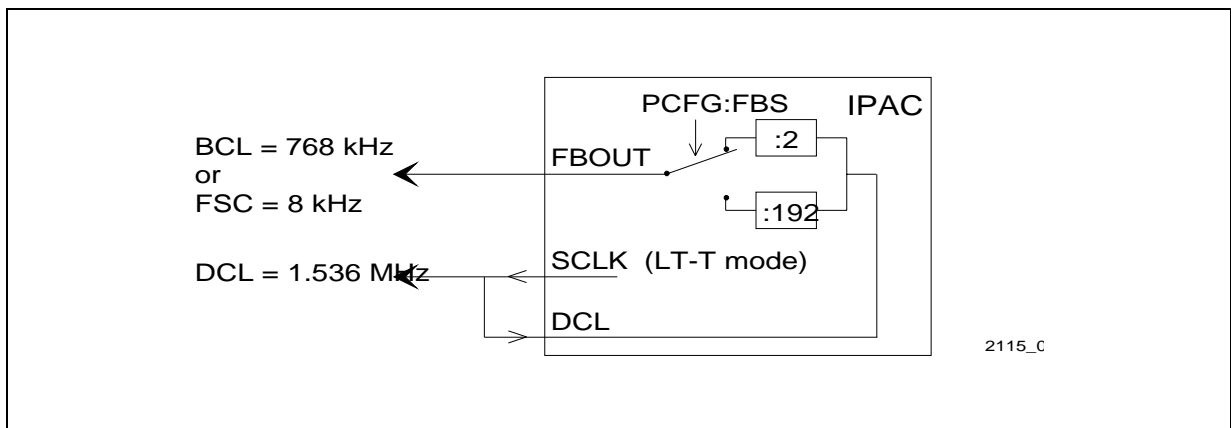 PCFG:FBS
IPAC
BCL = 768 kHz
or
FSC = 8 kHz
FBOUT
:2
:192
DCL = 1.536 MHz
SCLK (LT-T mode)
DCL